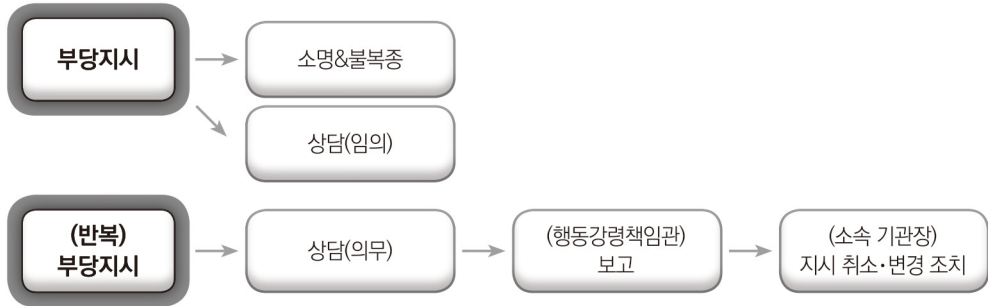 부당지시
소명&불복종
상담(임의)
(반복)
부당지시
상담(의무)
(행동강령책임관)
보고
(소속 기관장)
지시 취소·변경 조치